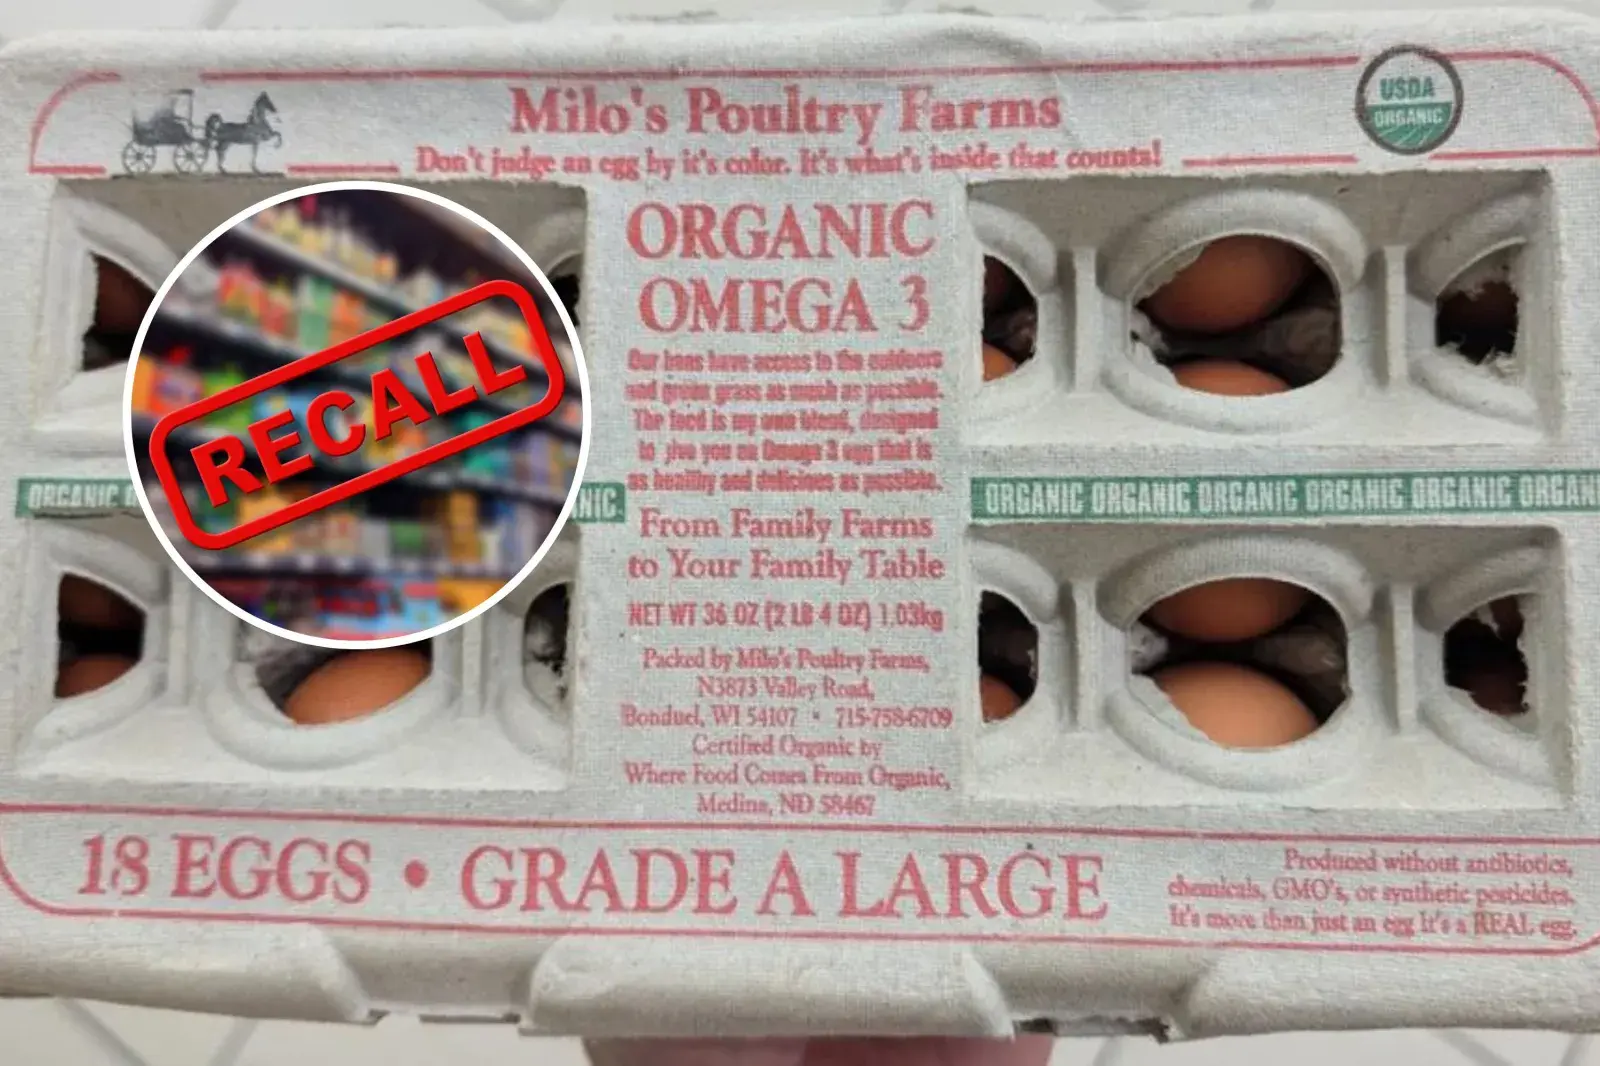 Milo's Poultry Farms
Don't judge an egg by it's color. It's what's inside that counts!
USDA
ORGANIC
ORGANIC
OMEGA 3
Our hens have access to the outdoors
and green grass as much as possible.
The feed is my own blend, designed
to give you an Omega 3 egg that is
as healthy and delicious as possible.
RECALL
ORGANIC
ORGANIC ORGANIC ORGANIC ORGANIC ORGANIC
From Family Farms
to Your Family Table
NET WT 36 OZ (2 LB 4 OZ) 1.03kg
Packed by Milo's Poultry Farms,
N3873 Valley Road,
Bonduel, WI 54107 • 715-758-6709
Certified Organic by
Where Food Comes From Organic,
Medina, ND 58467
18 EGGS • GRADE A LARGE
Produced without antibiotics,
chemicals, GMO's, or synthetic pesticides.
It's more than just an egg it's a REAL egg.